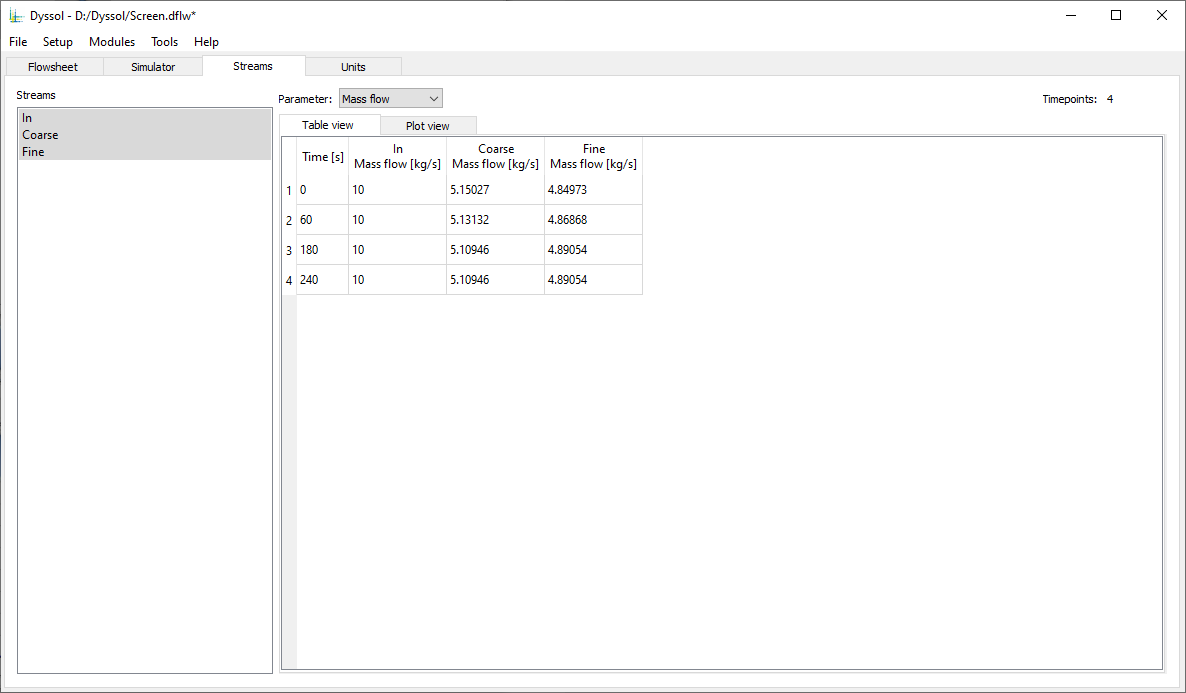 Dyssol - D:/Dyssol/Screen.dflw*
File Setup Modules Tools Help
Flowsheet Simulator Streams Units
Streams
In
Coarse
Fine
Parameter: Mass flow Timepoints: 4
Table view Plot view
Time [s] In Mass flow [kg/s] Coarse Mass flow [kg/s] Fine Mass flow [kg/s]
1 0 10 5.15027 4.84973
2 60 10 5.13132 4.86868
3 180 10 5.10946 4.89054
4 240 10 5.10946 4.89054